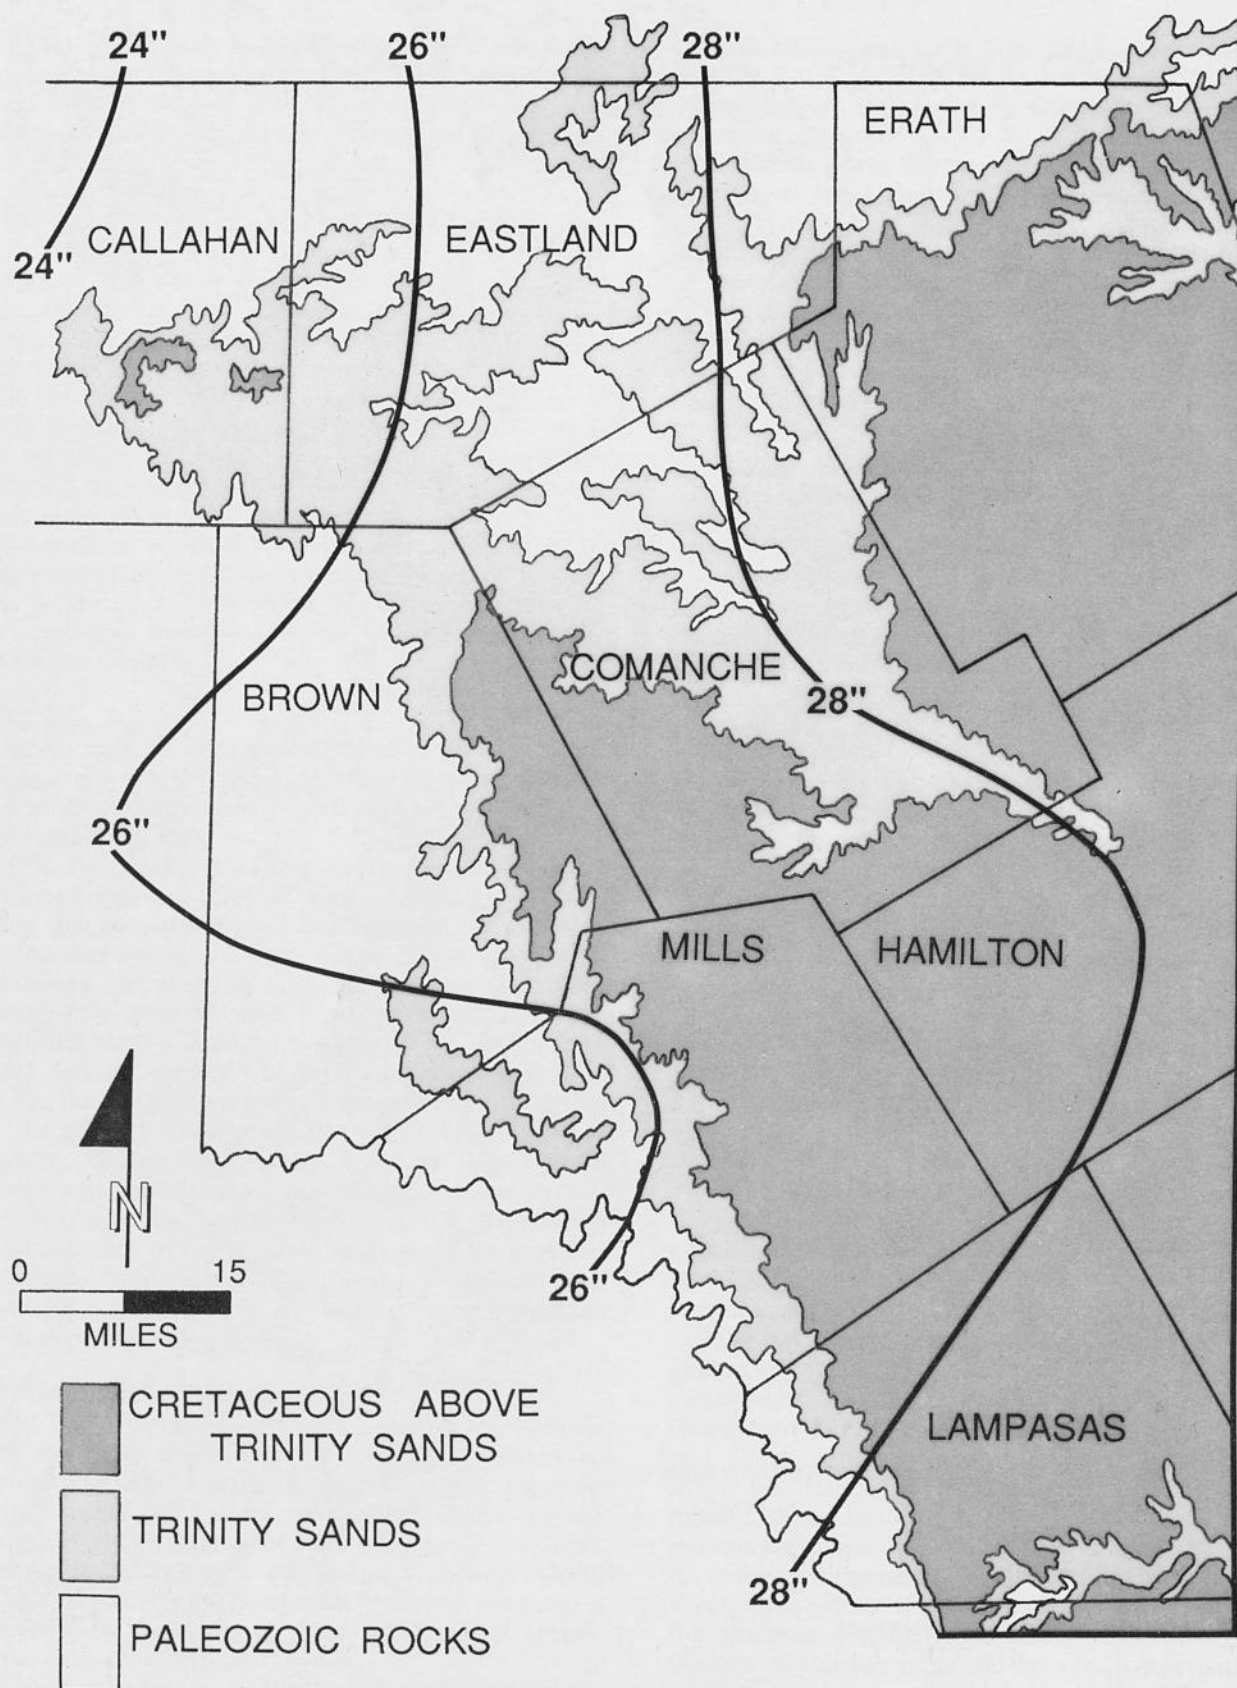 24" 26" 28"
ERATH
CALLAHAN EASTLAND
24"
COMANCHE
BROWN 28"
26"
MILLS HAMILTON
N
0 15
MILES
26"
CRETACEOUS ABOVE
TRINITY SANDS
LAMPASAS
TRINITY SANDS
28"
PALEOZOIC ROCKS